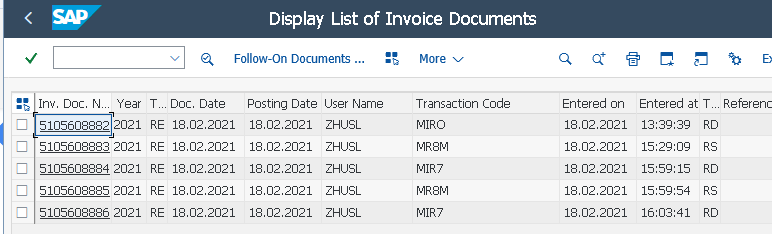 SAP Display List of Invoice Documents
Follow-On Documents ... More Ex
Inv. Doc. N... Year T... Doc. Date Posting Date User Name Transaction Code Entered on Entered at T... Reference
5105608882 2021 RE 18.02.2021 18.02.2021 ZHUSL MIRO 18.02.2021 13:39:39 RD
5105608883 2021 RE 18.02.2021 18.02.2021 ZHUSL MR8M 18.02.2021 15:29:09 RS
5105608884 2021 RE 18.02.2021 18.02.2021 ZHUSL MIR7 18.02.2021 15:59:15 RD
5105608885 2021 RE 18.02.2021 18.02.2021 ZHUSL MR8M 18.02.2021 15:59:54 RS
5105608886 2021 RE 18.02.2021 18.02.2021 ZHUSL MIR7 18.02.2021 16:03:41 RD